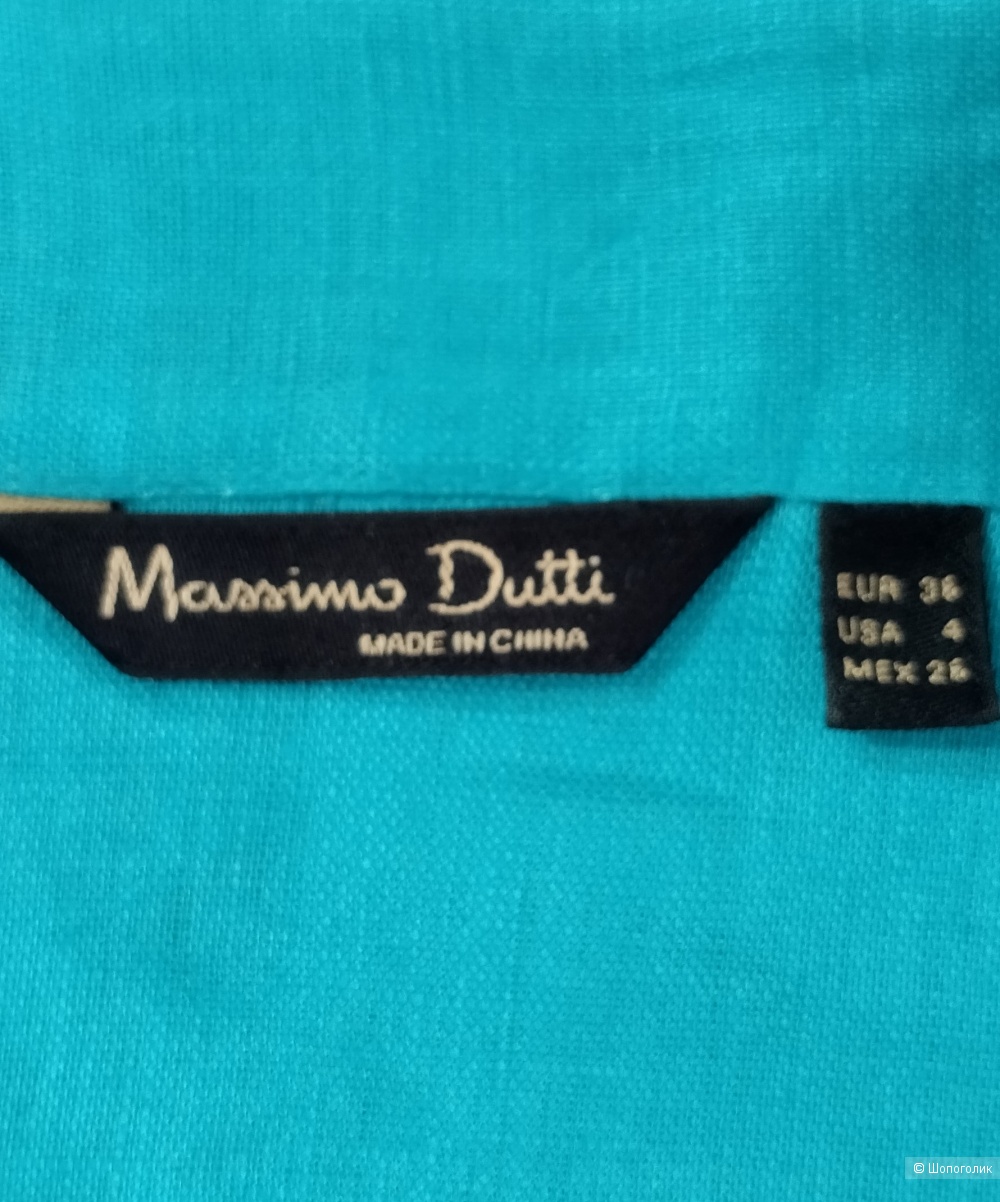 Massimo Dutti
MADE IN CHINA
EUR 36
USA 4
MEX 26
© Шопоголик